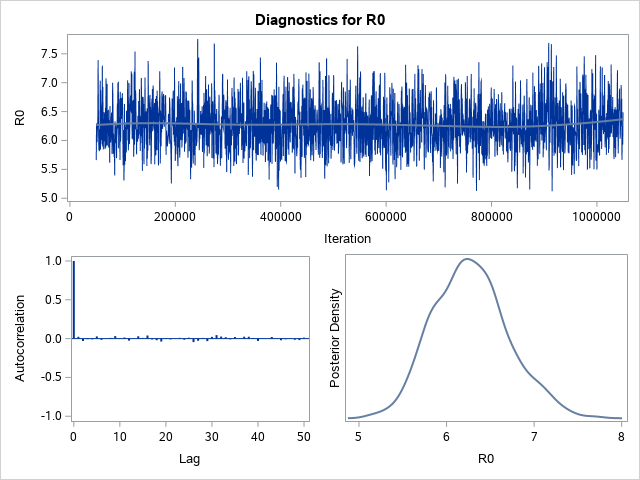 Diagnostics for R0
R0
7.5
7.0
6.5
6.0
5.5
5.0
0 200000 400000 600000 800000 1000000
Iteration
Autocorrelation
1.0
0.5
0.0
-0.5
-1.0
0 10 20 30 40 50
Lag
Posterior Density
5 6 7 8
R0